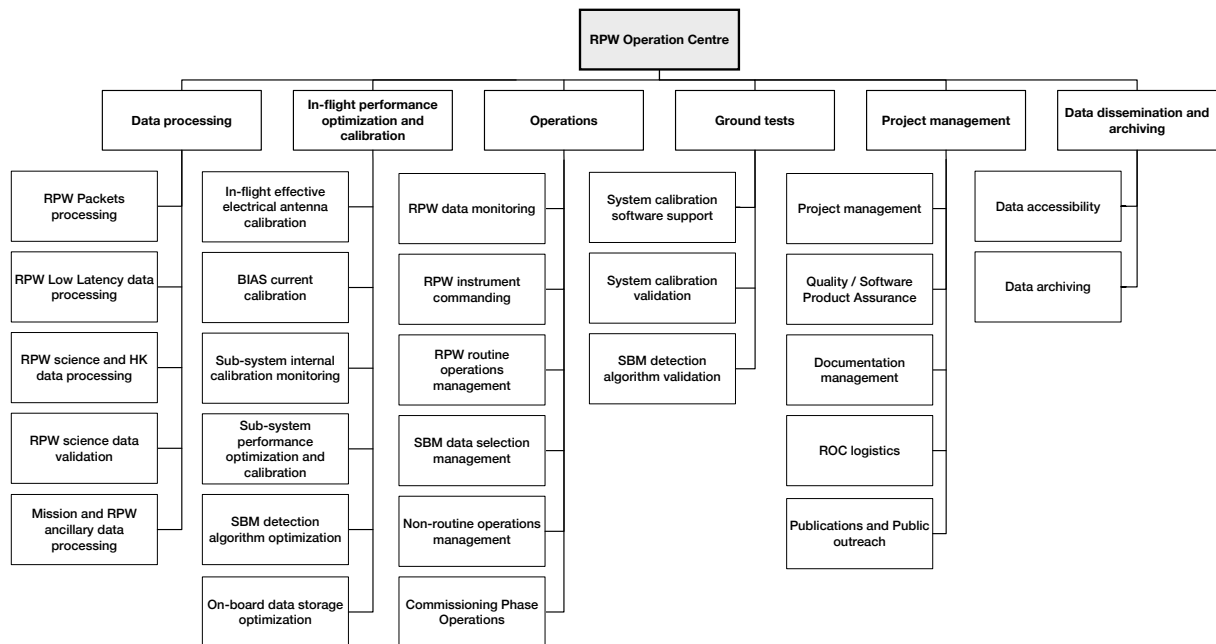 RPW Operation Centre
Data processing
In-flight performance
optimization and
calibration
Operations
Ground tests
Project management
Data dissemination and
archiving
RPW Packets
processing
RPW Low Latency data
processing
RPW science and HK
data processing
RPW science data
validation
Mission and RPW
ancillary data
processing
In-flight effective
electrical antenna
calibration
BIAS current
calibration
Sub-system internal
calibration monitoring
Sub-system
performance
optimization and
calibration
SBM detection
algorithm optimization
On-board data storage
optimization
RPW data monitoring
RPW instrument
commanding
RPW routine
operations
management
SBM data selection
management
Non-routine operations
management
Commissioning Phase
Operations
System calibration
software support
System calibration
validation
SBM detection
algorithm validation
Project management
Quality / Software
Product Assurance
Documentation
management
ROC logistics
Publications and Public
outreach
Data accessibility
Data archiving